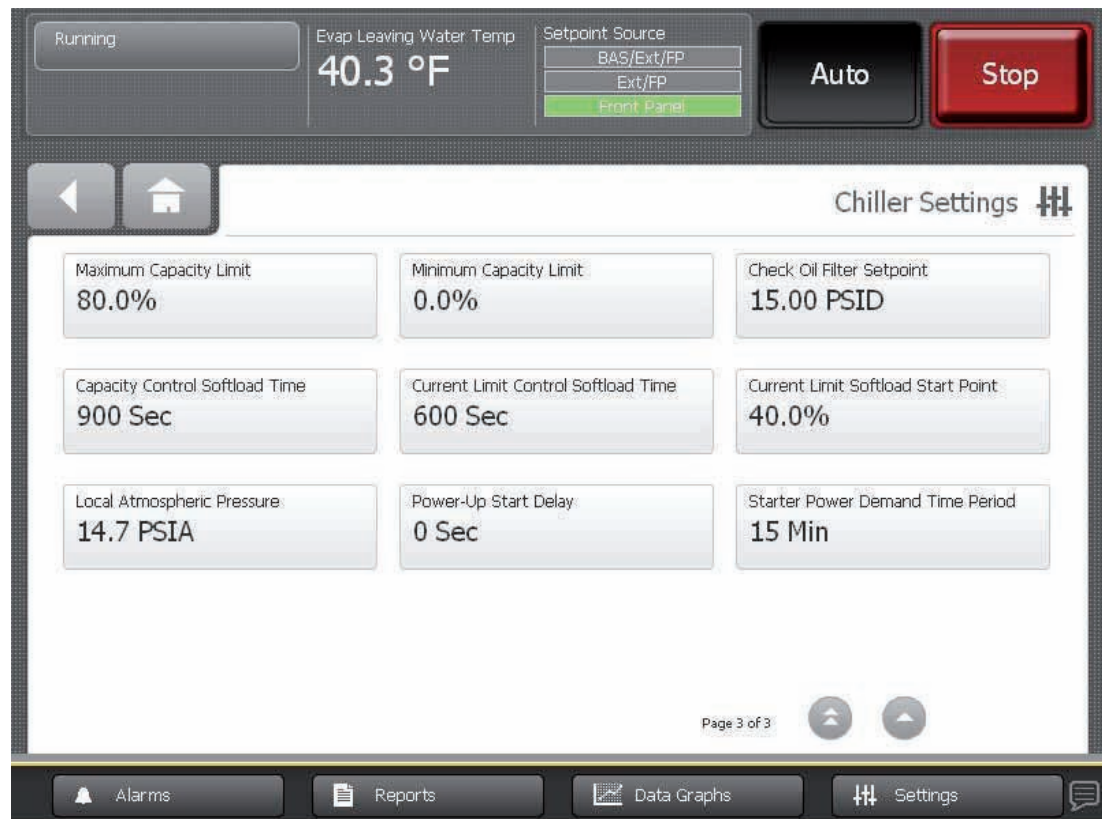 Running
Evap Leaving Water Temp
40.3 °F
Setpoint Source
BAS/Ext/FP
Ext/FP
Front Panel
Auto
Stop
Chiller Settings
Maximum Capacity Limit
80.0%
Minimum Capacity Limit
0.0%
Check Oil Filter Setpoint
15.00 PSID
Capacity Control Softload Time
900 Sec
Current Limit Control Softload Time
600 Sec
Current Limit Softload Start Point
40.0%
Local Atmospheric Pressure
14.7 PSIA
Power-Up Start Delay
0 Sec
Starter Power Demand Time Period
15 Min
Page 3 of 3
Alarms
Reports
Data Graphs
Settings